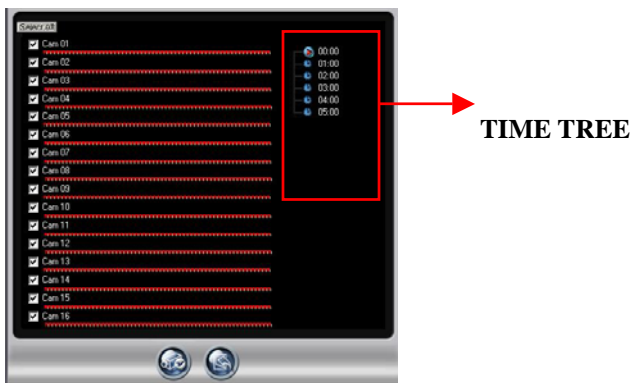 Select all
Cam 01
Cam 02
Cam 03
Cam 04
Cam 05
Cam 06
Cam 07
Cam 08
Cam 09
Cam 10
Cam 11
Cam 12
Cam 13
Cam 14
Cam 15
Cam 16
00:00
01:00
02:00
03:00
04:00
05:00
TIME TREE